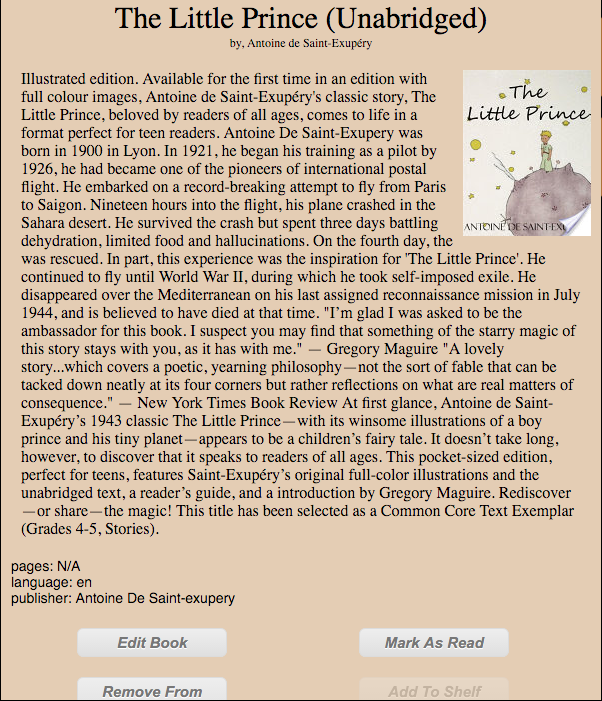 The Little Prince (Unabridged)
by, Antoine de Saint-Exupéry
Illustrated edition. Available for the first time in an edition with
full colour images, Antoine de Saint-Exupéry's classic story, The
Little Prince, beloved by readers of all ages, comes to life in a
format perfect for teen readers. Antoine De Saint-Exupery was
born in 1900 in Lyon. In 1921, he began his training as a pilot by
1926, he had became one of the pioneers of international postal
flight. He embarked on a record-breaking attempt to fly from Paris
to Saigon. Nineteen hours into the flight, his plane crashed in the
Sahara desert. He survived the crash but spent three days battling
dehydration, limited food and hallucinations. On the fourth day, the
was rescued. In part, this experience was the inspiration for 'The Little Prince'. He
continued to fly until World War II, during which he took self-imposed exile. He
disappeared over the Mediterranean on his last assigned reconnaissance mission in July
1944, and is believed to have died at that time. "I’m glad I was asked to be the
ambassador for this book. I suspect you may find that something of the starry magic of
this story stays with you, as it has with me." — Gregory Maguire "A lovely
story...which covers a poetic, yearning philosophy—not the sort of fable that can be
tacked down neatly at its four corners but rather reflections on what are real matters of
consequence." — New York Times Book Review At first glance, Antoine de Saint-
Exupéry’s 1943 classic The Little Prince—with its winsome illustrations of a boy
prince and his tiny planet—appears to be a children’s fairy tale. It doesn’t take long,
however, to discover that it speaks to readers of all ages. This pocket-sized edition,
perfect for teens, features Saint-Exupéry’s original full-color illustrations and the
unabridged text, a reader’s guide, and a introduction by Gregory Maguire. Rediscover
—or share—the magic! This title has been selected as a Common Core Text Exemplar
(Grades 4-5, Stories).
The
Little Prince
ANTOINE DE SAINT-EXU
pages: N/A
language: en
publisher: Antoine De Saint-exupery
Edit Book
Mark As Read
Remove From
Add To Shelf